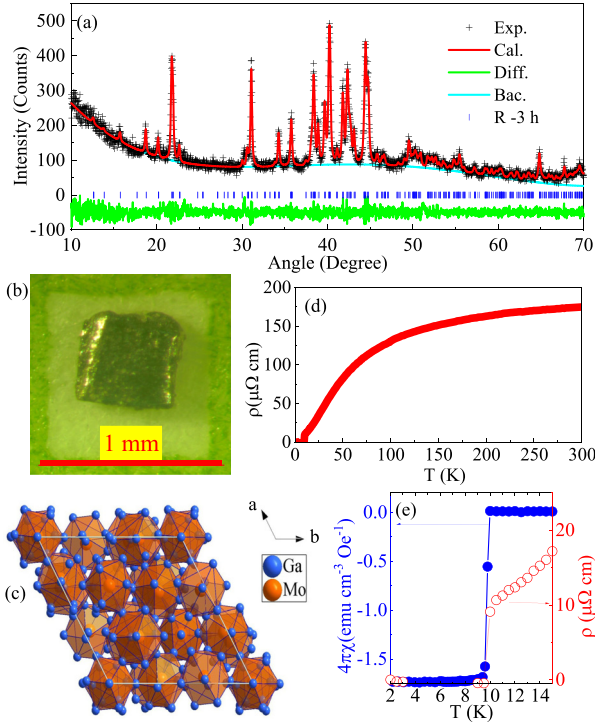 (a)
Exp.
Cal.
Diff.
Bac.
R -3 h
Intensity (Counts)
500
400
300
200
100
0
-100
10 20 30 40 50 60 70
Angle (Degree)
(b)
1 mm
(d)
ρ(μΩ cm)
200
150
100
50
0
0 50 100 150 200 250 300
T (K)
(c)
a
b
Ga
Mo
(e)
4πχ(emu cm⁻³ Oe⁻¹)
0.0
-0.5
-1.0
-1.5
2 4 6 8 10 12 14
T (K)
20
10
0
ρ (μΩ cm)